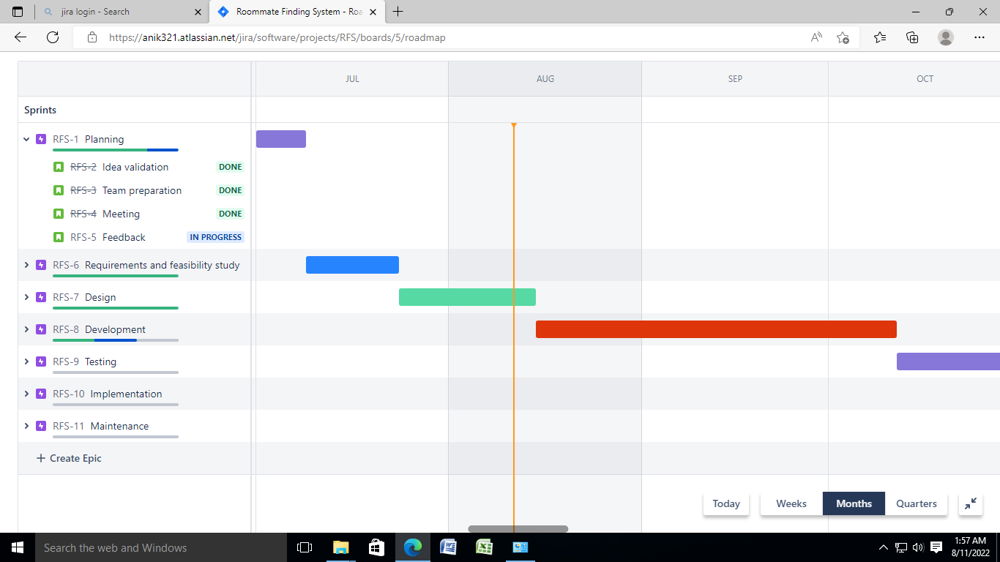 jira login - Search
Roommate Finding System - Roa
https://anik321.atlassian.net/jira/software/projects/RFS/boards/5/roadmap
JUL AUG SEP OCT
Sprints
RFS-1 Planning
RFS-2 Idea validation DONE
RFS-3 Team preparation DONE
RFS-4 Meeting DONE
RFS-5 Feedback IN PROGRESS
RFS-6 Requirements and feasibility study
RFS-7 Design
RFS-8 Development
RFS-9 Testing
RFS-10 Implementation
RFS-11 Maintenance
+ Create Epic
Today Weeks Months Quarters
Search the web and Windows
1:57 AM
8/11/2022